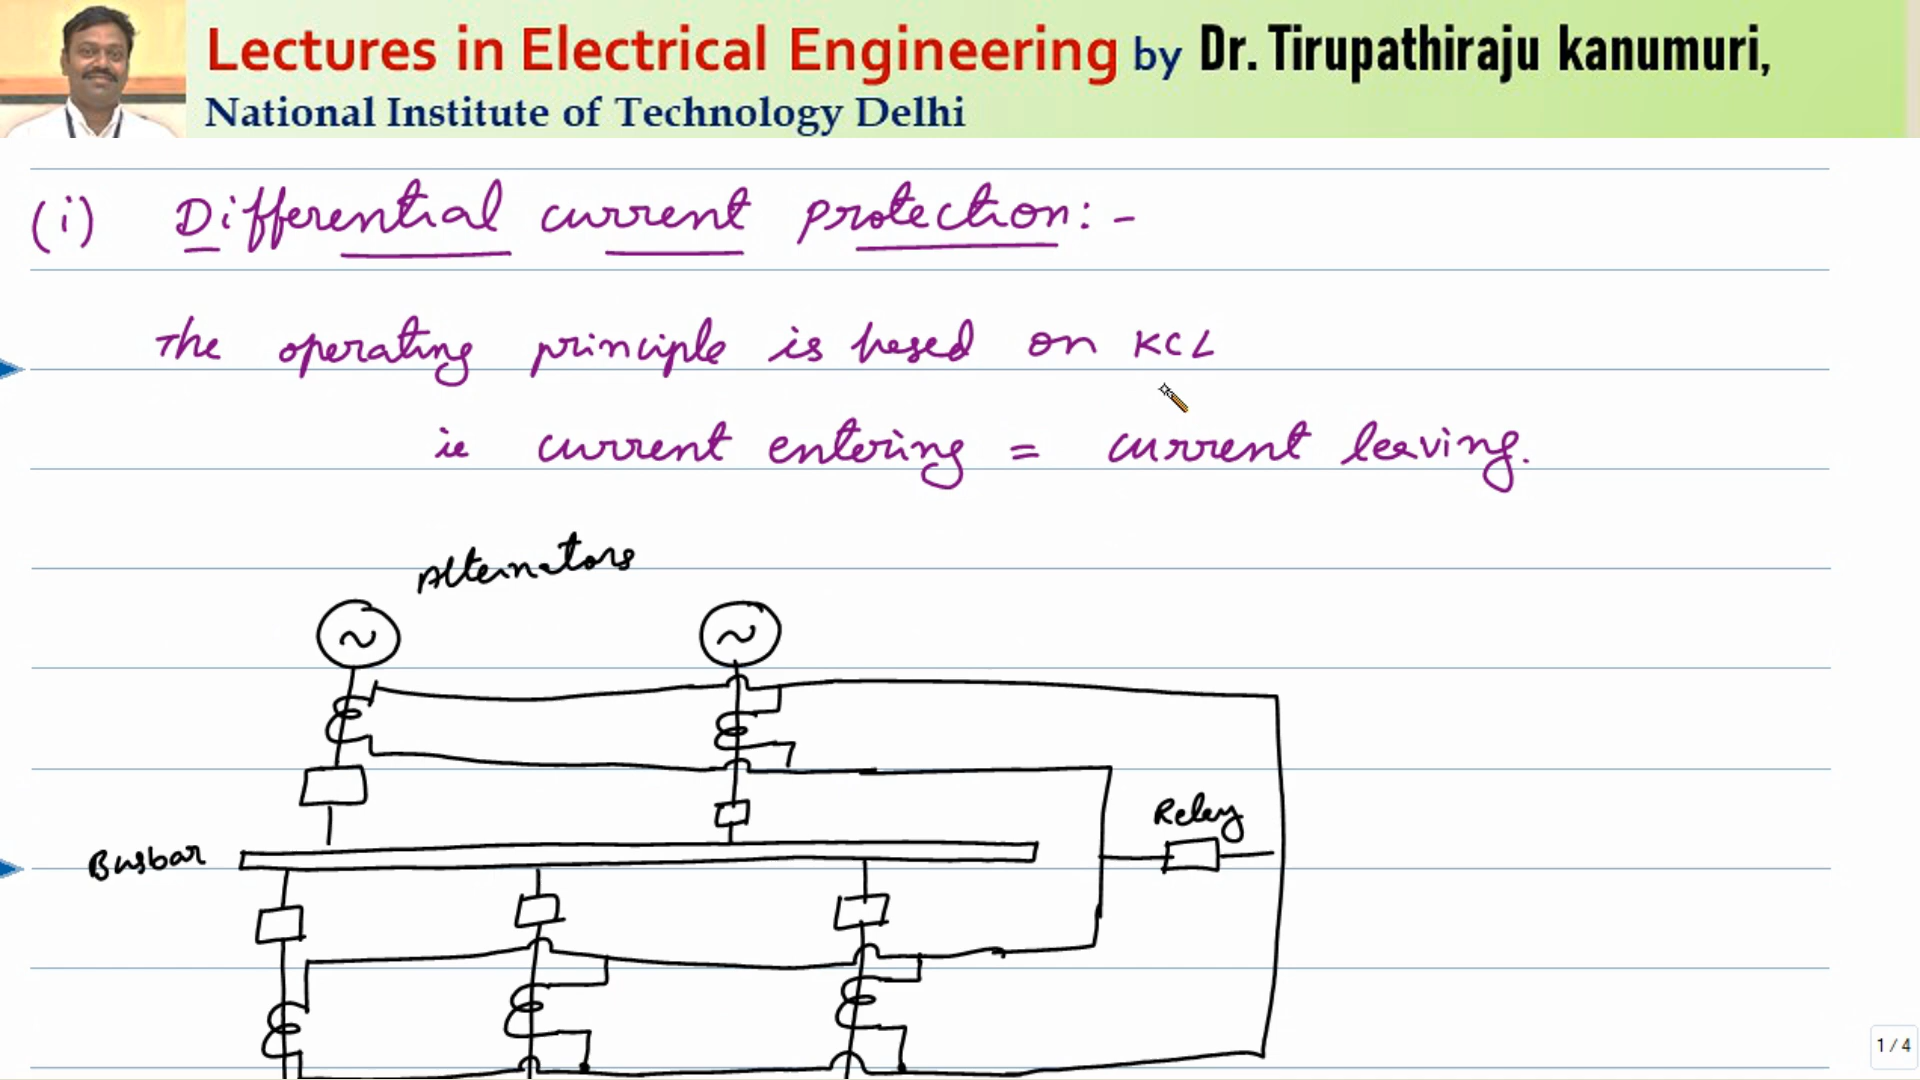 Lectures in Electrical Engineering by Dr. Tirupathiraju kanumuri,
National Institute of Technology Delhi
(i) Differential current protection:-
The operating principle is based on KCL
ie current entering = current leaving.
Alternators
Relay
Busbar
1 / 4